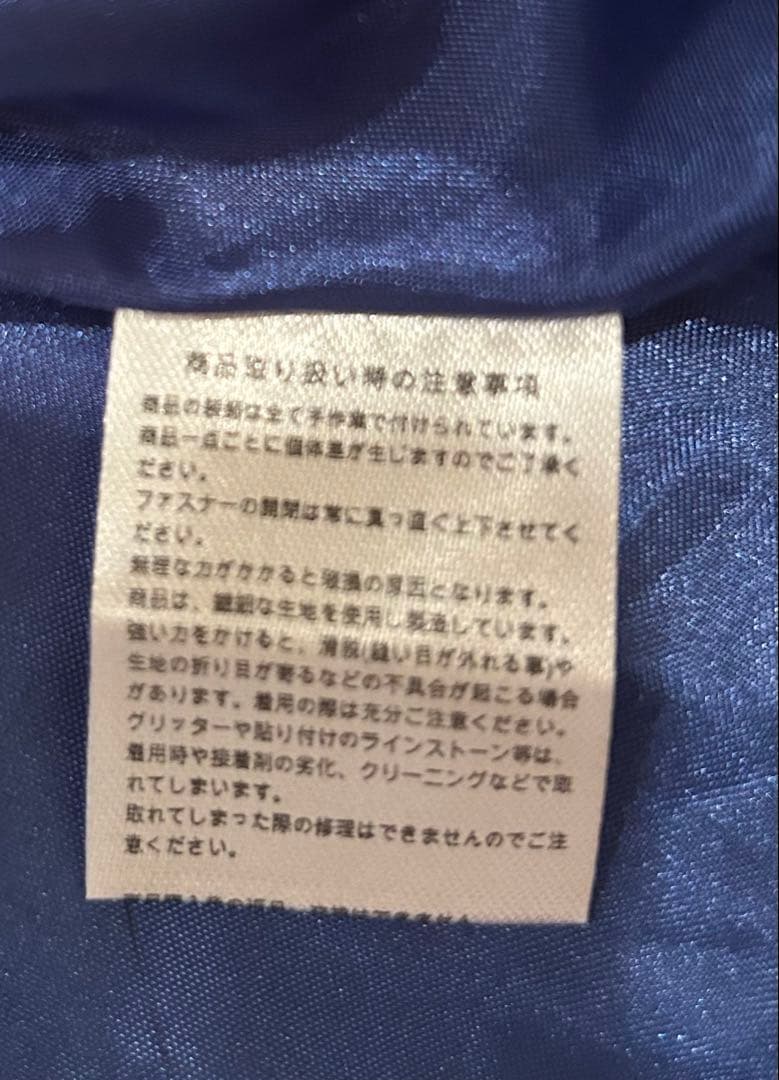 商品取り扱い時の注意事項
商品の装飾は全て手作業で付けられています。
商品一点ごとに個体差が生じますのでご了承く
ださい。
ファスナーの開閉は常に真っ直ぐ上下させてく
ださい。
無理な力がかかると破損の原因となります。
商品は、繊細な生地を使用し製造しています。
強い力をかけると、滑脱(縫い目が外れる事)や
生地の折り目が寄るなどの不具合が起こる場合
があります。着用の際は充分ご注意ください。
グリッターや貼り付けのラインストーン等は、
着用時や接着剤の劣化、クリーニングなどで取
れてしまいます。
取れてしまった際の修理はできませんのでご注
意ください。